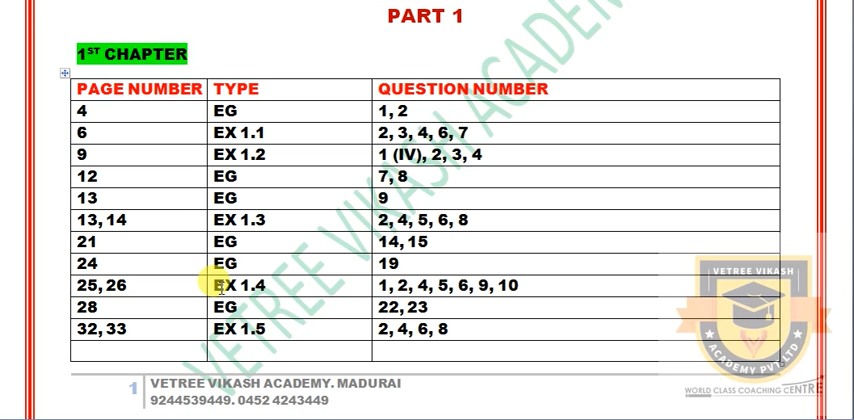 PART 1
1ST CHAPTER
PAGE NUMBER TYPE QUESTION NUMBER
4 EG 1, 2
6 EX 1.1 2, 3, 4, 6, 7
9 EX 1.2 1 (IV), 2, 3, 4
12 EG 7, 8
13 EG 9
13, 14 EX 1.3 2, 4, 5, 6, 8
21 EG 14, 15
24 EG 19
25, 26 EX 1.4 1, 2, 4, 5, 6, 9, 10
28 EG 22, 23
32, 33 EX 1.5 2, 4, 6, 8
VETREE VIKASH ACADEMY
VETREE VIKASH
ACADEMY PVT LTD
WORLD CLASS COACHING CENTRE
1 VETREE VIKASH ACADEMY. MADURAI
9244539449. 0452 4243449